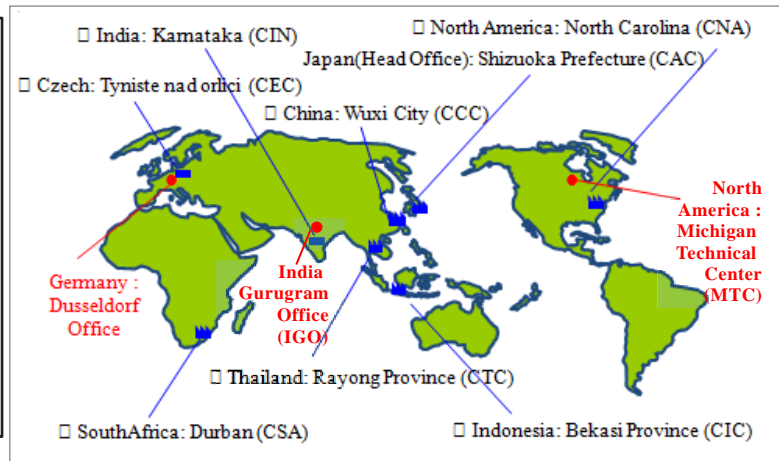 □ India: Karnataka (CIN)
□ North America: North Carolina (CNA)
Japan(Head Office): Shizuoka Prefecture (CAC)
□ Czech: Tyniste nad orlici (CEC)
□ China: Wuxi City (CCC)
North
America :
Michigan
Technical
Center
(MTC)
Germany :
Dusseldorf
Office
India
Gurugram
Office
(IGO)
□ Thailand: Rayong Province (CTC)
□ SouthAfrica: Durban (CSA)
□ Indonesia: Bekasi Province (CIC)